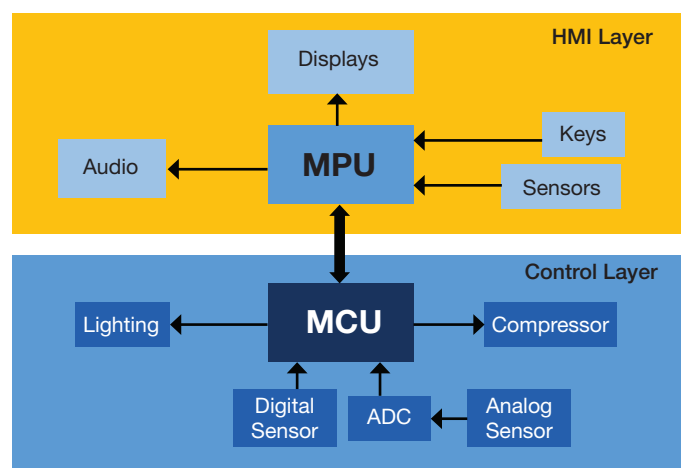 HMI Layer
Displays
Keys
MPU
Audio
Sensors
Control Layer
Lighting
MCU
Compressor
Digital
Sensor
ADC
Analog
Sensor